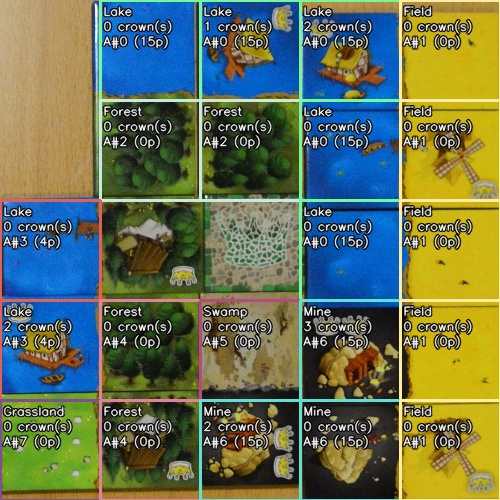 Lake
0 crown(s)
A#0 (15p)
Lake
1 crown(s)
A#0 (15p)
Lake
2 crown(s)
A#0 (15p)
Field
0 crown(s)
A#1 (0p)
Forest
0 crown(s)
A#2 (0p)
Forest
0 crown(s)
A#2 (0p)
Lake
0 crown(s)
A#0 (15p)
Field
0 crown(s)
A#1 (0p)
Lake
0 crown(s)
A#3 (4p)
Lake
0 crown(s)
A#0 (15p)
Field
0 crown(s)
A#1 (0p)
Lake
2 crown(s)
A#3 (4p)
Forest
0 crown(s)
A#4 (0p)
Swamp
0 crown(s)
A#5 (0p)
Mine
3 crown(s)
A#6 (15p)
Field
0 crown(s)
A#1 (0p)
Grassland
0 crown(s)
A#7 (0p)
Forest
0 crown(s)
A#4 (0p)
Mine
2 crown(s)
A#6 (15p)
Mine
0 crown(s)
A#6 (15p)
Field
0 crown(s)
A#1 (0p)